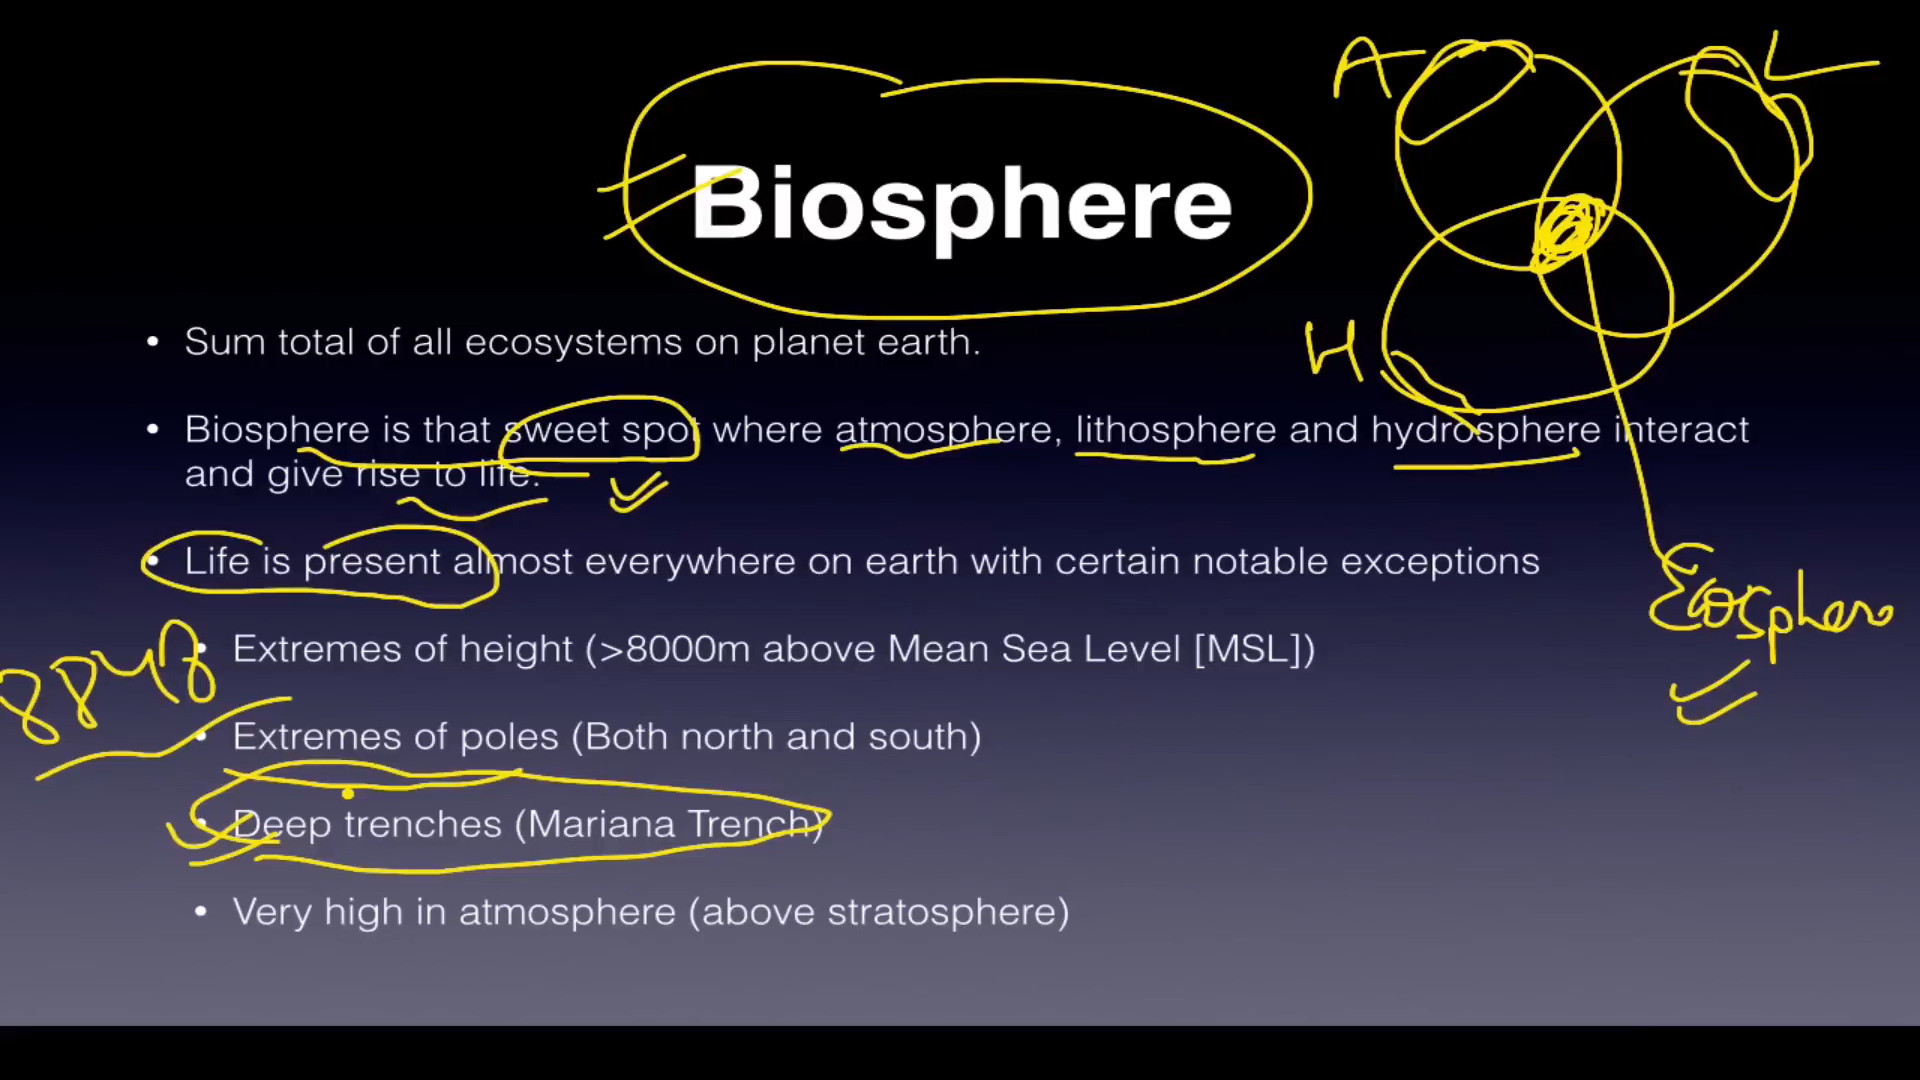 A
L
Biosphere
• Sum total of all ecosystems on planet earth.
H
• Biosphere is that sweet spot where atmosphere, lithosphere and hydrosphere interact
and give rise to life.
• Life is present almost everywhere on earth with certain notable exceptions
Ecosphere
8848
• Extremes of height (>8000m above Mean Sea Level [MSL])
• Extremes of poles (Both north and south)
• Deep trenches (Mariana Trench)
• Very high in atmosphere (above stratosphere)